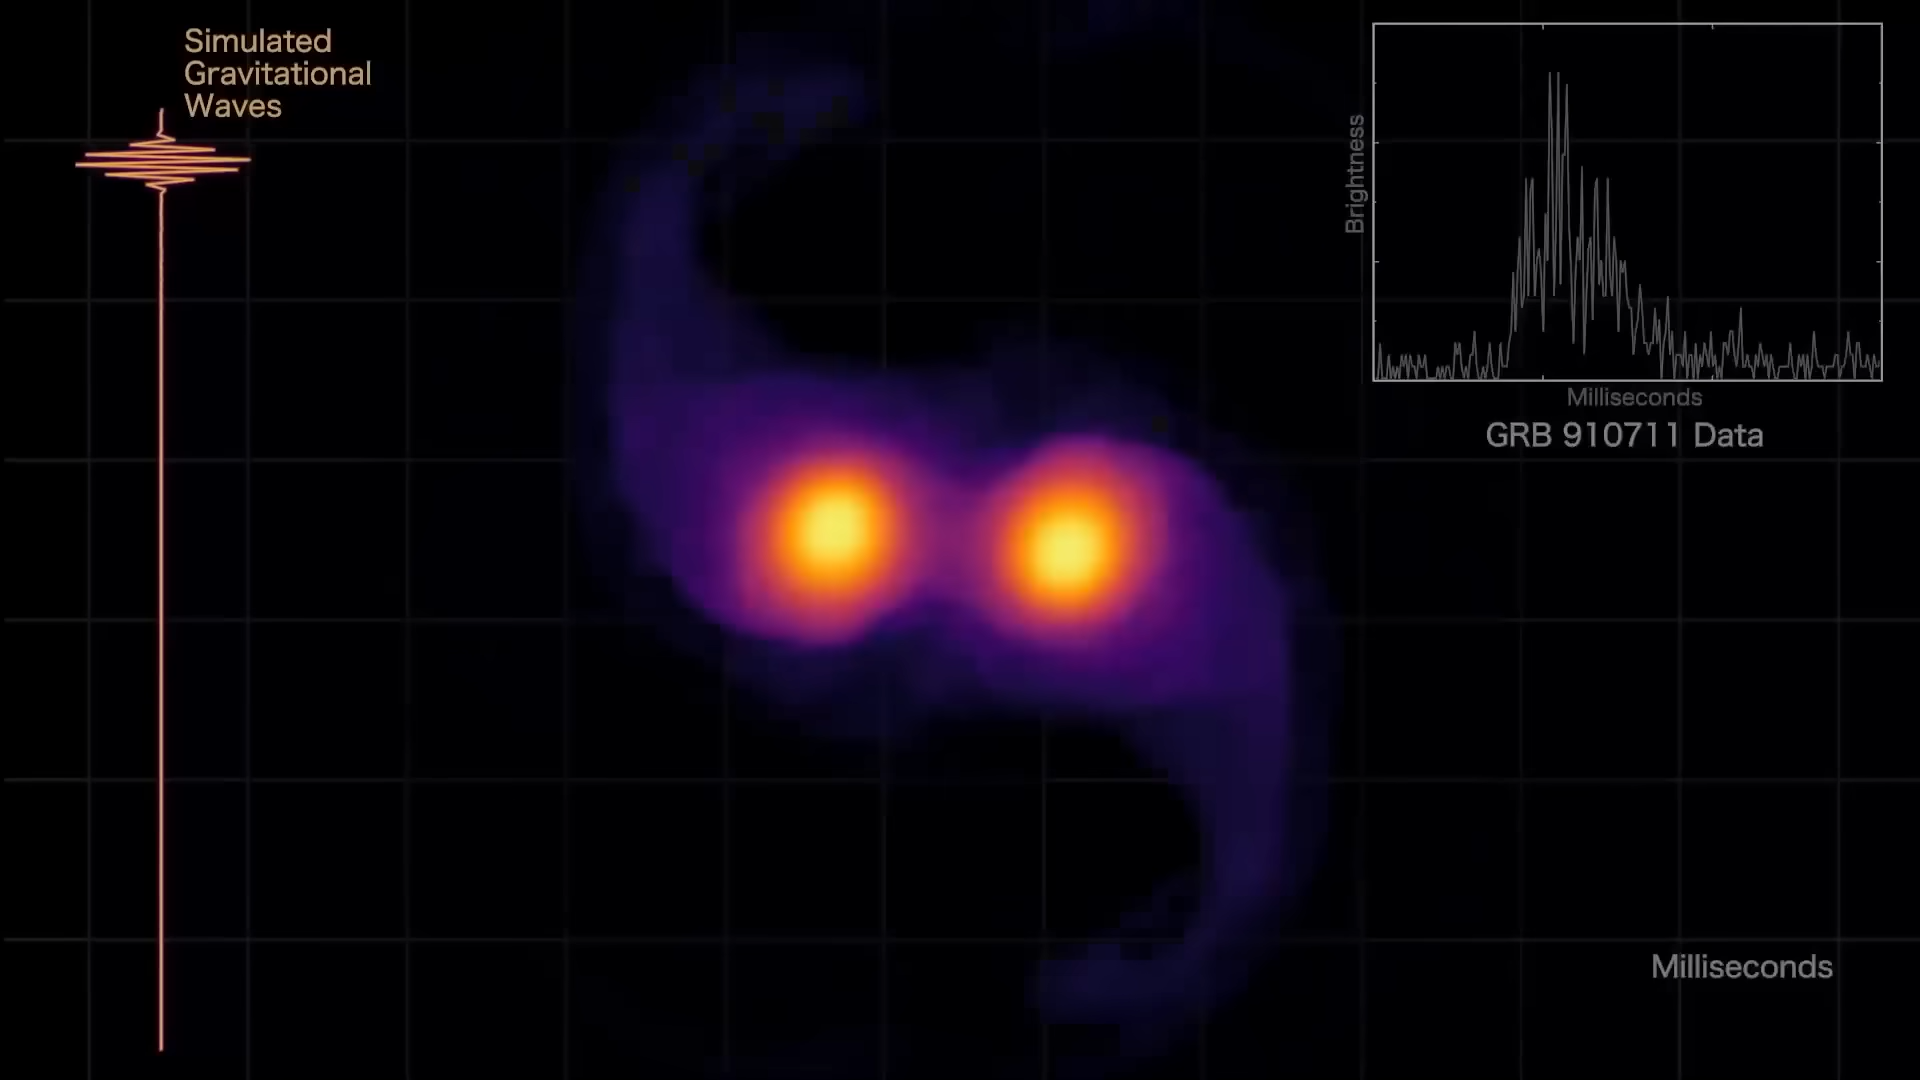 Simulated
Gravitational
Waves
Brightness
Milliseconds
GRB 910711 Data
Milliseconds